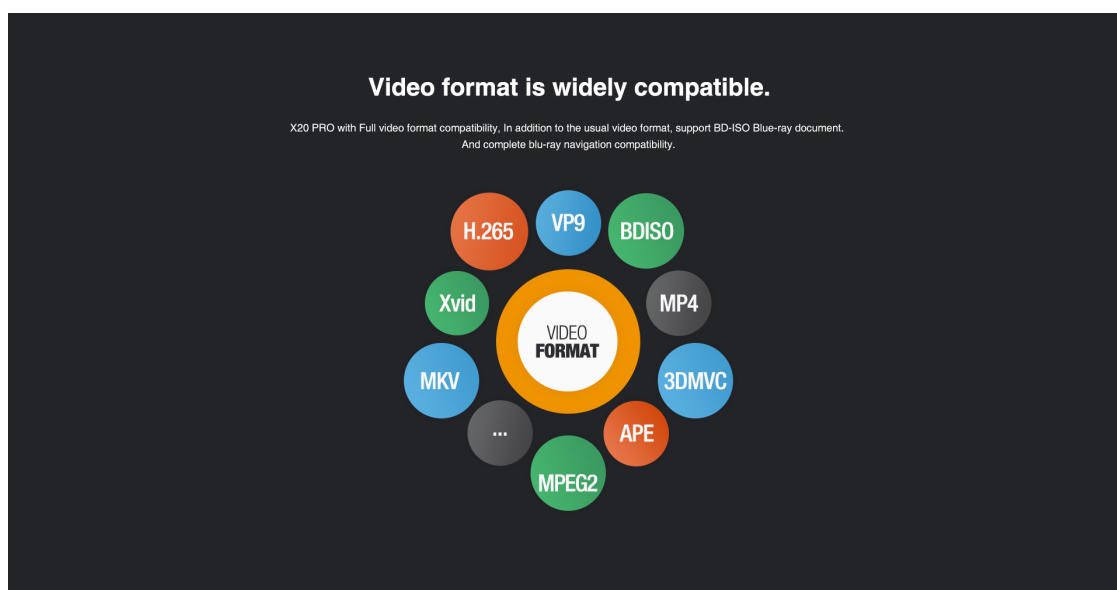 Video format is widely compatible.
X20 PRO with Full video format compatibility, In addition to the usual video format, support BD-ISO Blue-ray document.
And complete blu-ray navigation compatibility.
H.265
VP9
BDISO
Xvid
MP4
VIDEO
FORMAT
MKV
3DMVC
...
APE
MPEG2